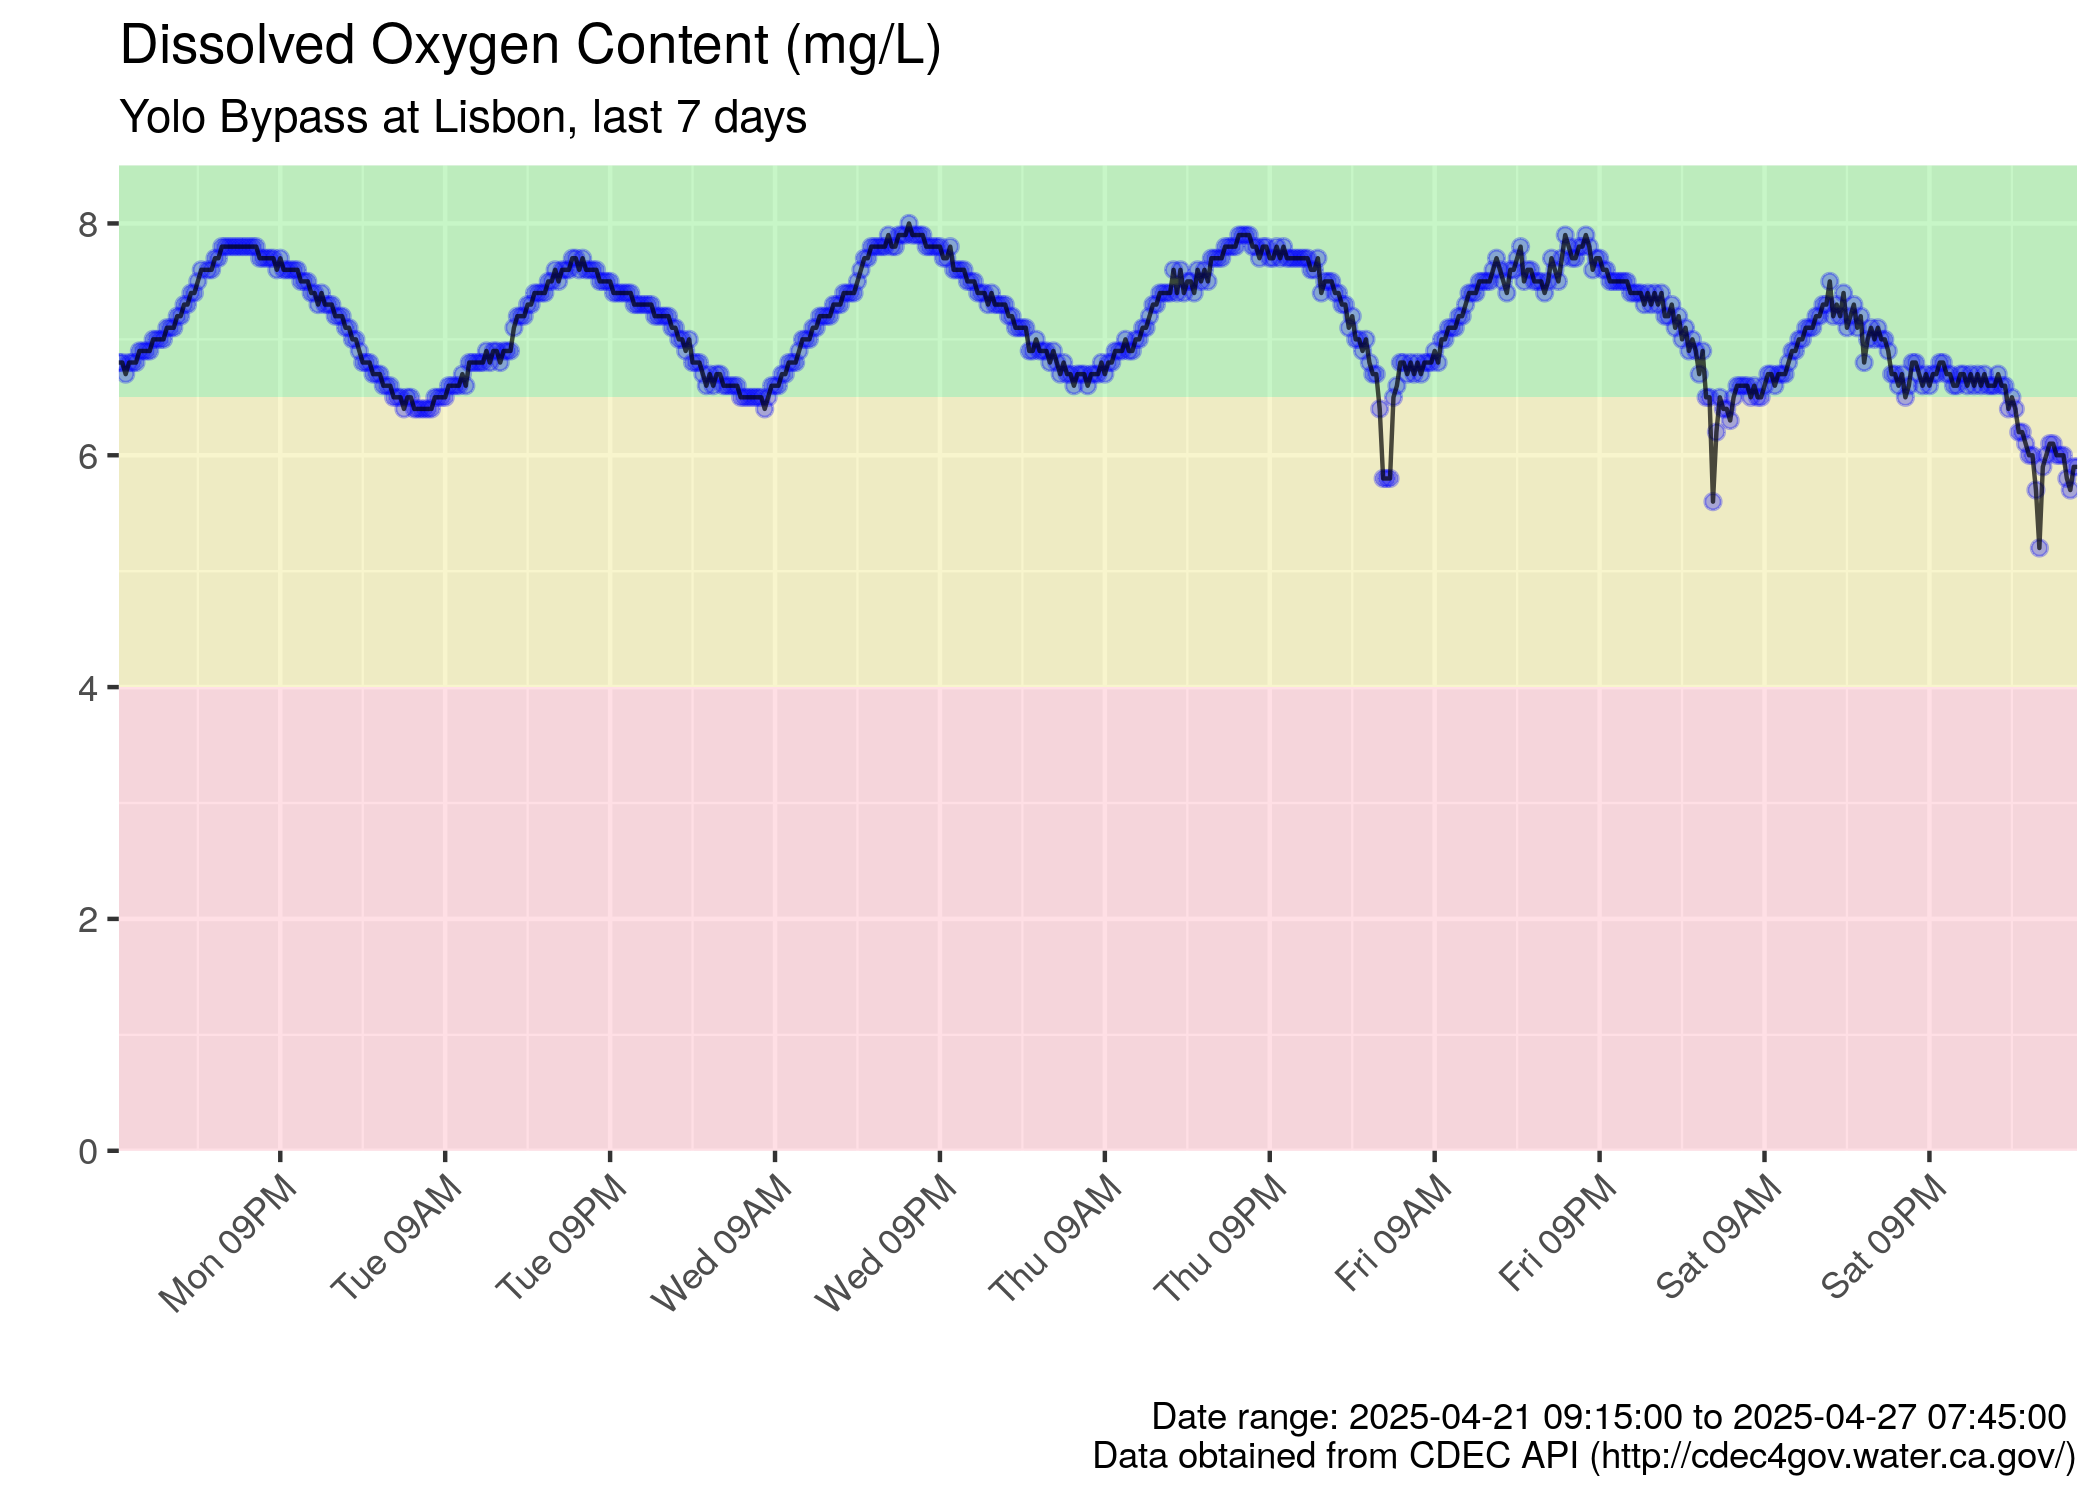 Dissolved Oxygen Content (mg/L)
Yolo Bypass at Lisbon, last 7 days
8
6
4
2
0
Mon 09PM
Tue 09AM
Tue 09PM
Wed 09AM
Wed 09PM
Thu 09AM
Thu 09PM
Fri 09AM
Fri 09PM
Sat 09AM
Sat 09PM
Date range: 2025-04-21 09:15:00 to 2025-04-27 07:45:00
Data obtained from CDEC API (http://cdec4gov.water.ca.gov/)